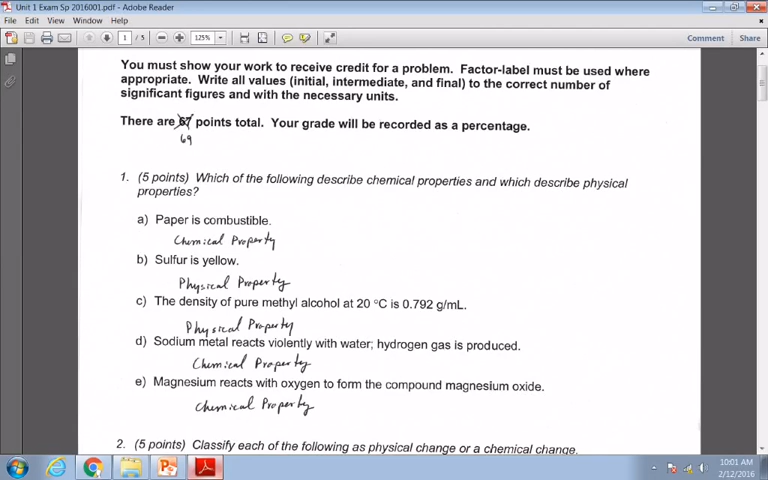 Unit 1 Exam Sp 2016001.pdf - Adobe Reader
File Edit View Window Help
1 / 5 125% Comment Share
You must show your work to receive credit for a problem. Factor-label must be used where
appropriate. Write all values (initial, intermediate, and final) to the correct number of
significant figures and with the necessary units.
There are 67 points total. Your grade will be recorded as a percentage.
69
1. (5 points) Which of the following describe chemical properties and which describe physical
properties?
a) Paper is combustible.
Chemical Property
b) Sulfur is yellow.
Physical Property
c) The density of pure methyl alcohol at 20 °C is 0.792 g/mL.
Physical Property
d) Sodium metal reacts violently with water; hydrogen gas is produced.
Chemical Property
e) Magnesium reacts with oxygen to form the compound magnesium oxide.
Chemical Property
2. (5 points) Classify each of the following as physical change or a chemical change.
10:01 AM
2/12/2016